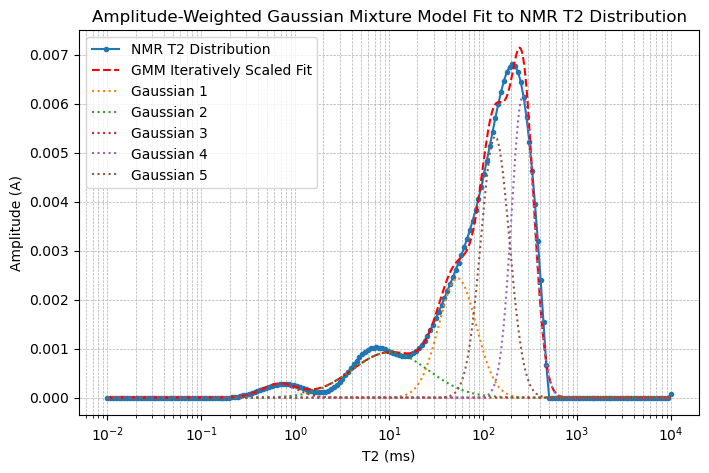 Amplitude-Weighted Gaussian Mixture Model Fit to NMR T2 Distribution
NMR T2 Distribution
GMM Iteratively Scaled Fit
Gaussian 1
Gaussian 2
Gaussian 3
Gaussian 4
Gaussian 5
Amplitude (A)
0.007
0.006
0.005
0.004
0.003
0.002
0.001
0.000
10⁻² 10⁻¹ 10⁰ 10¹ 10² 10³ 10⁴
T2 (ms)